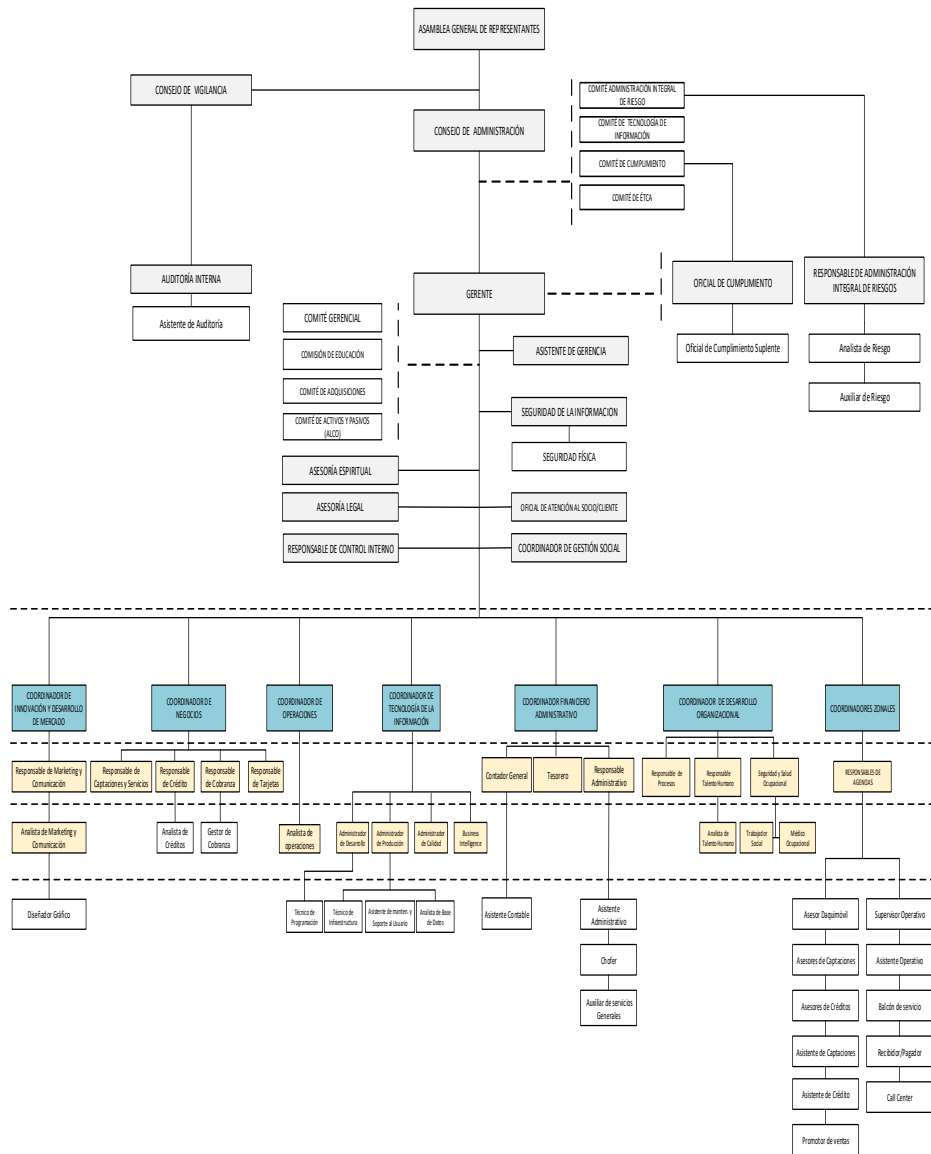 ASAMBLEA GENERAL DE REPRESENTANTES
CONSEJO DE VIGILANCIA
CONSEJO DE ADMINISTRACIÓN
COMITÉ ADMINISTRACIÓN INTEGRAL
DE RIESGO
COMITÉ DE TECNOLOGÍA DE
INFORMACIÓN
COMITÉ DE CUMPLIMIENTO
COMITÉ DE ÉTCA
AUDITORÍA INTERNA
Asistente de Auditoría
GERENTE
OFICIAL DE CUMPLIMIENTO
Oficial de Cumplimiento Suplente
RESPONSABLE DE ADMINISTRACIÓN
INTEGRAL DE RIESGOS
Analista de Riesgo
Auxiliar de Riesgo
COMITÉ GERENCIAL
COMISIÓN DE EDUCACIÓN
COMITÉ DE ADQUISICIONES
COMITÉ DE ACTIVOS Y PASIVOS
(ALCO)
ASISTENTE DE GERENCIA
SEGURIDAD DE LA INFORMACION
SEGURIDAD FÍSICA
ASESORÍA ESPIRITUAL
ASESORÍA LEGAL
OFICIAL DE ATENCIÓN AL SOCIO/CLIENTE
RESPONSABLE DE CONTROL INTERNO
COORDINADOR DE GESTIÓN SOCIAL
COORDINADOR DE
INNOVACIÓN Y DESARROLLO
DE MERCADO
COORDINADOR DE
NEGOCIOS
COORDINADOR DE
OPERACIONES
COORDINADOR DE
TECNOLOGÍA DE LA
INFORMACIÓN
COORDINADOR FINANCIERO
ADMINISTRATIVO
COORDINADOR DE DESARROLLO
ORGANIZACIONAL
COORDINADORES ZONALES
Responsable de Marketing y
Comunicación
Responsable de
Captaciones y Servicios
Responsable
de Crédito
Responsable
de Cobranza
Responsable
de Tarjetas
Contador General
Tesorero
Responsable
Administrativo
Responsable de
Procesos
Responsable
Talento Humano
Seguridad y Salud
Ocupacional
RESPONSABLES DE
AGENCIAS
Analista de Marketing y
Comunicación
Analista de
Créditos
Gestor de
Cobranza
Analista de
operaciones
Administrador
de Desarrollo
Administrador
de Producción
Administrador
de Calidad
Business
Intelligence
Analista de
Talento Humano
Trabajador
Social
Médico
Ocupacional
Diseñador Gráfico
Técnico de
Programación
Técnico de
Infraestructura
Asistente de manten. y
Soporte al Usuario
Analista de Base
de Datos
Asistente Contable
Asistente
Administrativo
Chofer
Auxiliar de servicios
Generales
Asesor Daquimóvil
Supervisor Operativo
Asesores de Captaciones
Asistente Operativo
Asesores de Créditos
Balcón de servicio
Asistente de Captaciones
Recibidor/Pagador
Asistente de Crédito
Call Center
Promotor de ventas